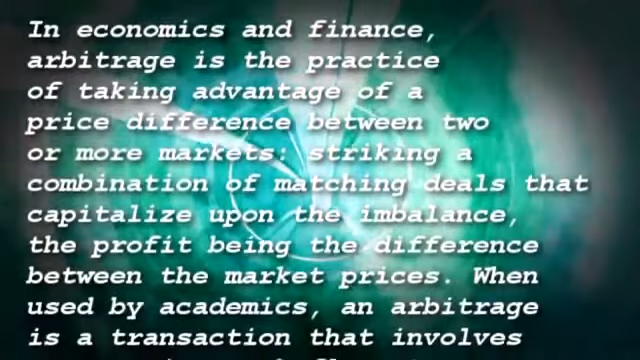 In economics and finance,
arbitrage is the practice
of taking advantage of a
price difference between two
or more markets: striking a
combination of matching deals that
capitalize upon the imbalance,
the profit being the difference
between the market prices. When
used by academics, an arbitrage
is a transaction that involves